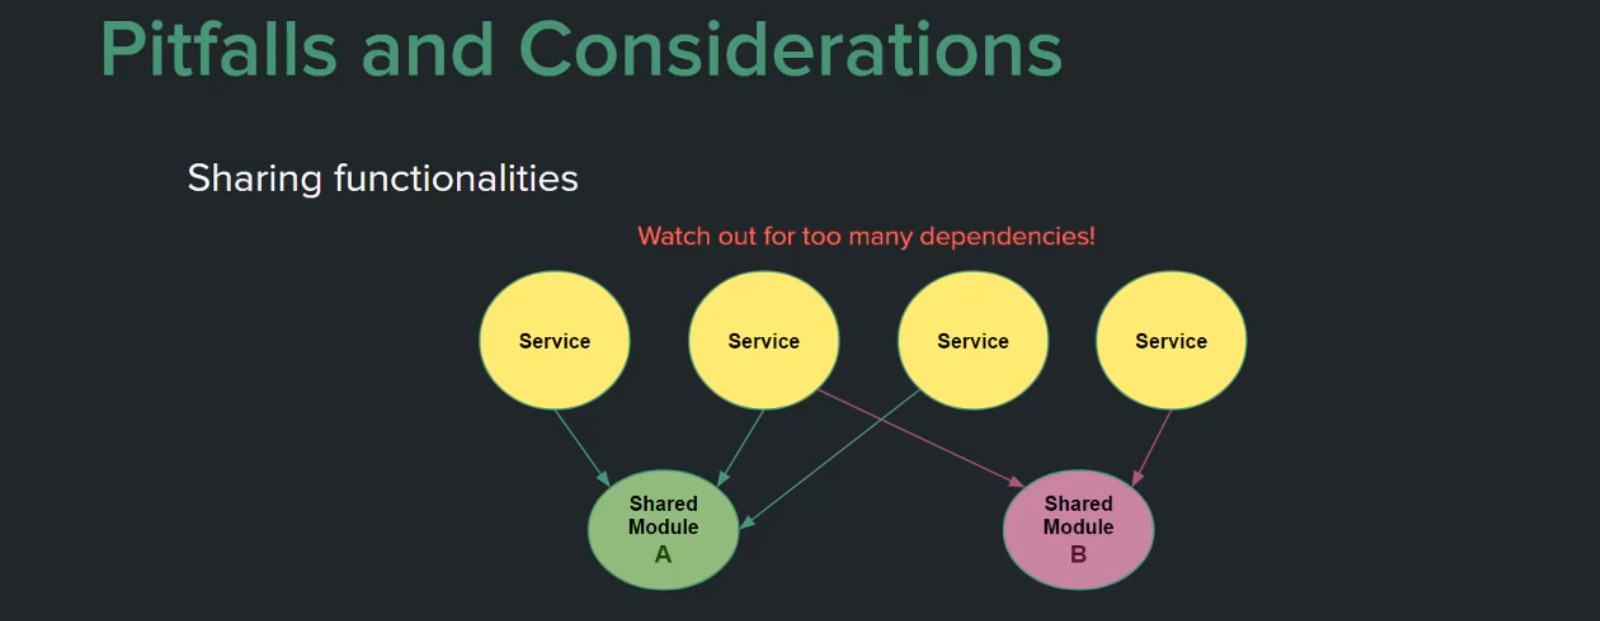 Pitfalls and Considerations
Sharing functionalities
Watch out for too many dependencies!
Service
Service
Service
Service
Shared
Module
A
Shared
Module
B